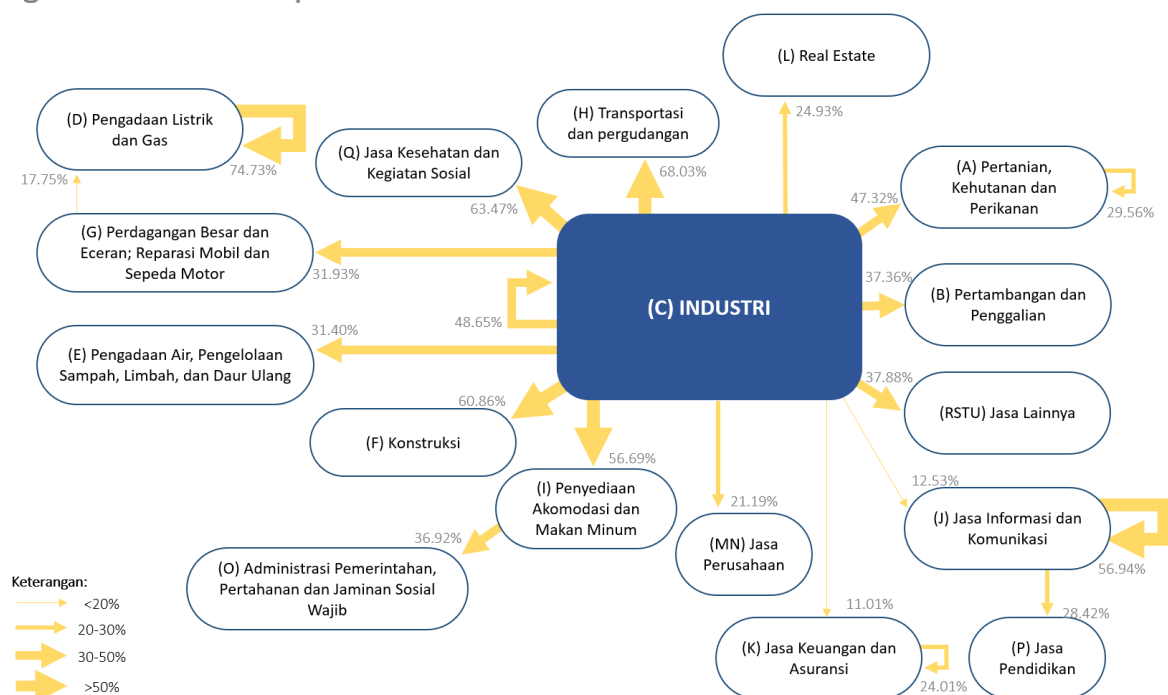 (L) Real Estate
24.93%
(D) Pengadaan Listrik
dan Gas
74.73%
17.75%
(H) Transportasi
dan pergudangan
68.03%
(Q) Jasa Kesehatan dan
Kegiatan Sosial
63.47%
(A) Pertanian,
Kehutanan dan
Perikanan
47.32%
29.56%
(G) Perdagangan Besar dan
Eceran; Reparasi Mobil dan
Sepeda Motor
31.93%
37.36%
(B) Pertambangan dan
Penggalian
(C) INDUSTRI
48.65%
31.40%
(E) Pengadaan Air, Pengelolaan
Sampah, Limbah, dan Daur Ulang
37.88%
(RSTU) Jasa Lainnya
60.86%
(F) Konstruksi
56.69%
(I) Penyediaan
Akomodasi dan
Makan Minum
21.19%
(MN) Jasa
Perusahaan
12.53%
(J) Jasa Informasi dan
Komunikasi
56.94%
36.92%
(O) Administrasi Pemerintahan,
Pertahanan dan Jaminan Sosial
Wajib
11.01%
(K) Jasa Keuangan dan
Asuransi
24.01%
28.42%
(P) Jasa
Pendidikan
Keterangan:
<20%
20-30%
30-50%
>50%